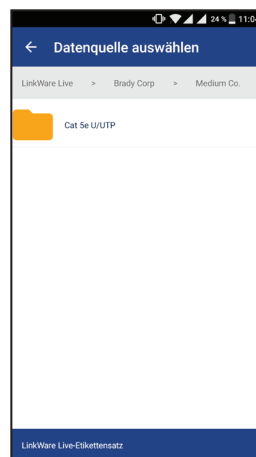 24 % 11:04
Datenquelle auswählen
LinkWare Live > Brady Corp > Medium Co.
Cat 5e U/UTP
LinkWare Live-Etikettensatz